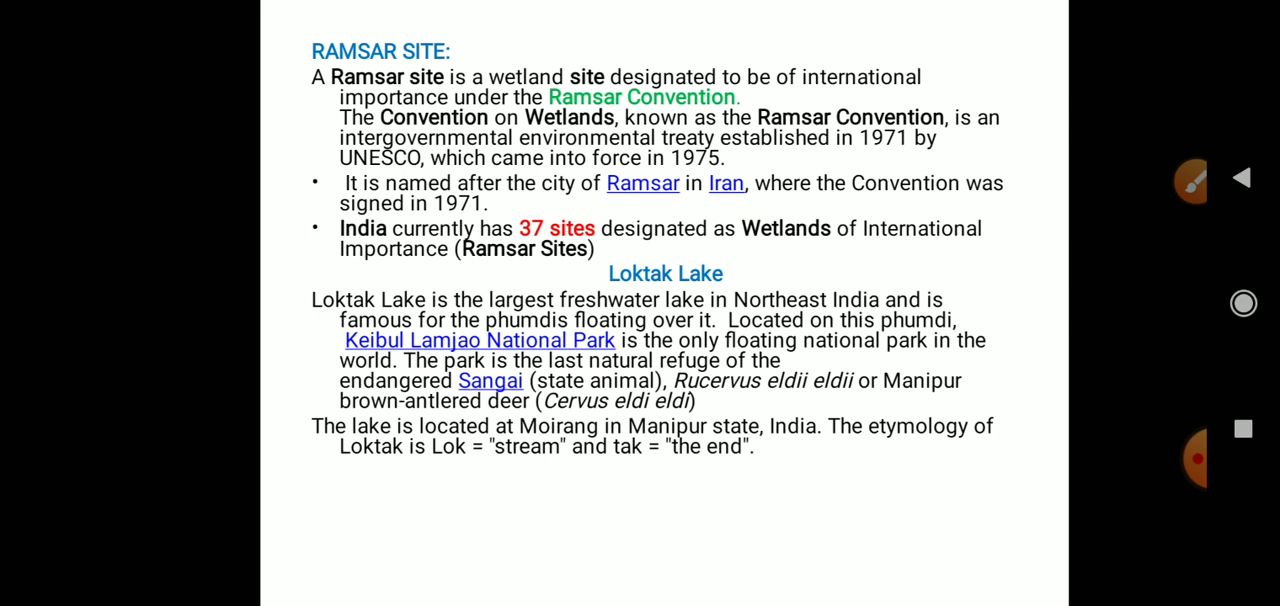 RAMSAR SITE:
A Ramsar site is a wetland site designated to be of international
importance under the Ramsar Convention.
The Convention on Wetlands, known as the Ramsar Convention, is an
intergovernmental environmental treaty established in 1971 by
UNESCO, which came into force in 1975.
• It is named after the city of Ramsar in Iran, where the Convention was
signed in 1971.
• India currently has 37 sites designated as Wetlands of International
Importance (Ramsar Sites)
Loktak Lake
Loktak Lake is the largest freshwater lake in Northeast India and is
famous for the phumdis floating over it. Located on this phumdi,
Keibul Lamjao National Park is the only floating national park in the
world. The park is the last natural refuge of the
endangered Sangai (state animal), Rucervus eldii eldii or Manipur
brown-antlered deer (Cervus eldi eldi)
The lake is located at Moirang in Manipur state, India. The etymology of
Loktak is Lok = "stream" and tak = "the end".